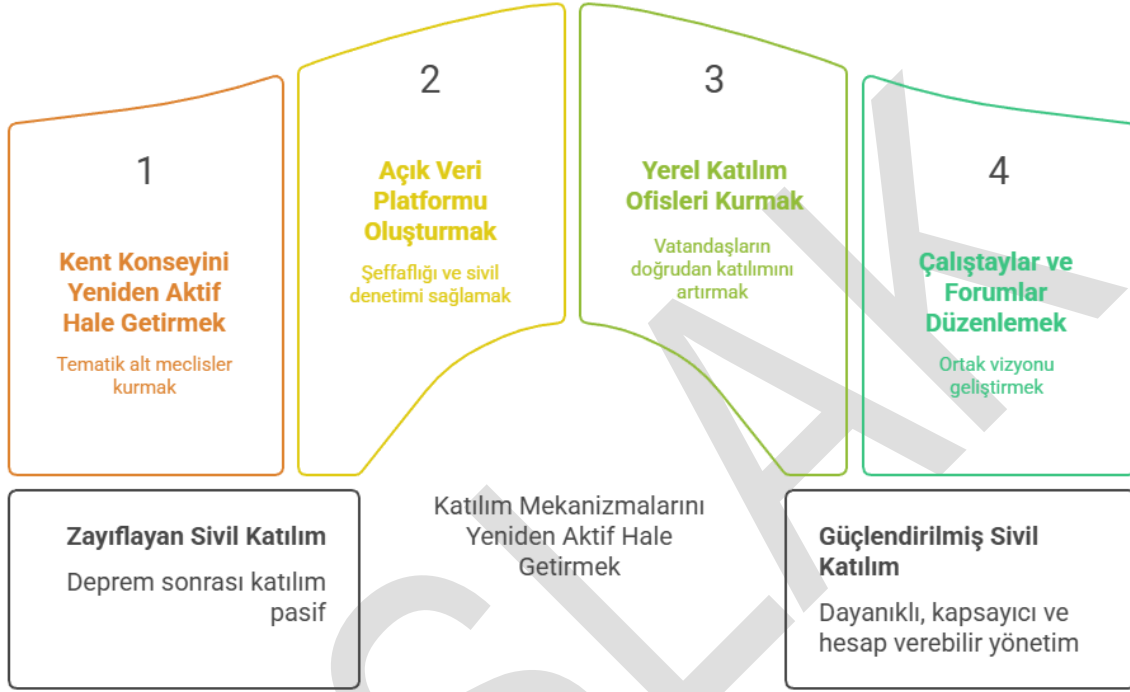 1
Kent Konseyini
Yeniden Aktif
Hale Getirmek
Tematik alt meclisler
kurmak
2
Açık Veri
Platformu
Oluşturmak
Şeffaflığı ve sivil
denetimi sağlamak
3
Yerel Katılım
Ofisleri Kurmak
Vatandaşların
doğrudan katılımını
artırmak
4
Çalıştaylar ve
Forumlar
Düzenlemek
Ortak vizyonu
geliştirmek
Zayıflayan Sivil Katılım
Deprem sonrası katılım
pasif
Katılım Mekanizmalarını
Yeniden Aktif Hale
Getirmek
Güçlendirilmiş Sivil
Katılım
Dayanıklı, kapsayıcı ve
hesap verebilir yönetim
SLAK